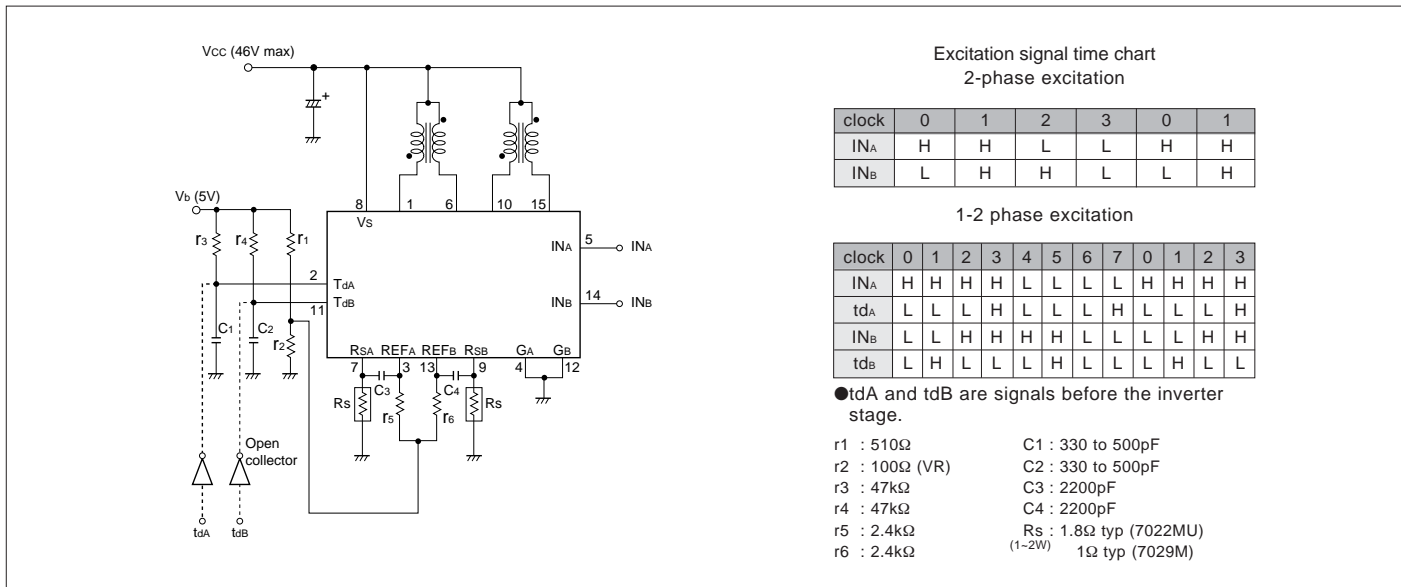 Vcc (46V max)
+
Vb (5V)
r3
r4
r1
8
1
6
10
15
Vs
2
TdA
11
TdB
C1
C2
r2
INA
5
INA
INB
14
INB
RSA
REFA
REFB
RSB
GA
GB
7
3
13
9
4
12
C3
C4
Rs
r5
r6
Rs
Open
collector
tdA
tdB
Excitation signal time chart
2-phase excitation
clock 0 1 2 3 0 1
INA H H L L H H
INB L H H L L H
1-2 phase excitation
clock 0 1 2 3 4 5 6 7 0 1 2 3
INA H H H H L L L L H H H H
tdA L L L H L L L H L L L H
INB L L H H H H L L L L H H
tdB L H L L L H L L L H L L
●tdA and tdB are signals before the inverter
stage.
r1 : 510Ω
r2 : 100Ω (VR)
r3 : 47kΩ
r4 : 47kΩ
r5 : 2.4kΩ
r6 : 2.4kΩ
C1 : 330 to 500pF
C2 : 330 to 500pF
C3 : 2200pF
C4 : 2200pF
Rs : 1.8Ω typ (7022MU)
(1~2W) 1Ω typ (7029M)